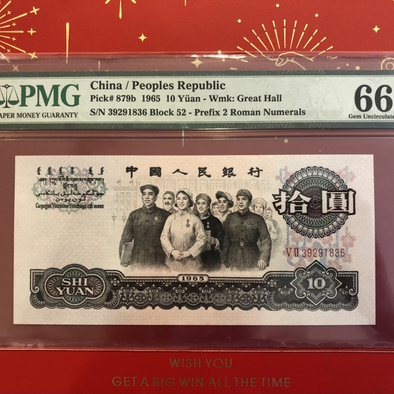 PMG
PAPER MONEY GUARANTY
China / Peoples Republic
Pick# 879b 1965 10 Yüan - Wmk: Great Hall
S/N 39291836 Block 52 - Prefix 2 Roman Numerals
66
Gem Uncirculate
中国人民银行
拾圆
VII 39291836
1965
SHI
YUAN
10
WISH YOU
GET A BIG WIN ALL THE TIME